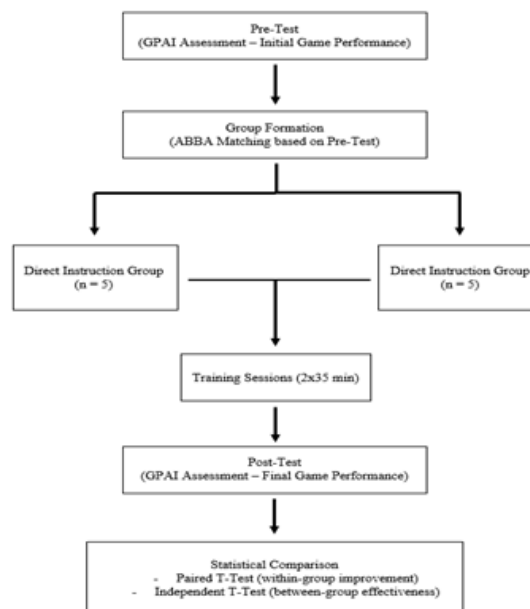 Pre-Test
(GPAI Assessment – Initial Game Performance)
Group Formation
(ABBA Matching based on Pre-Test)
Direct Instruction Group
(n = 5)
Direct Instruction Group
(n = 5)
Training Sessions (2x35 min)
Post-Test
(GPAI Assessment – Final Game Performance)
Statistical Comparison
- Paired T-Test (within-group improvement)
- Independent T-Test (between-group effectiveness)